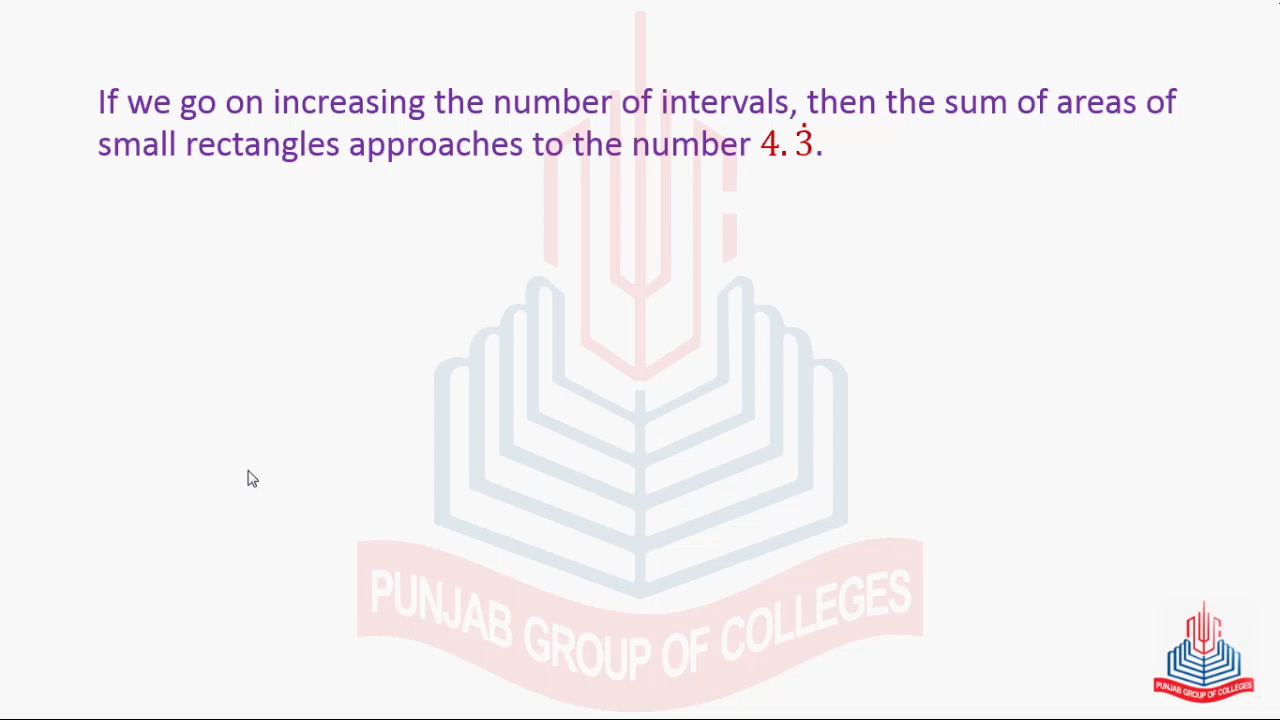 If we go on increasing the number of intervals, then the sum of areas of
small rectangles approaches to the number 4.3̇.
PUNJAB GROUP OF COLLEGES
PUNJAB GROUP OF COLLEGES